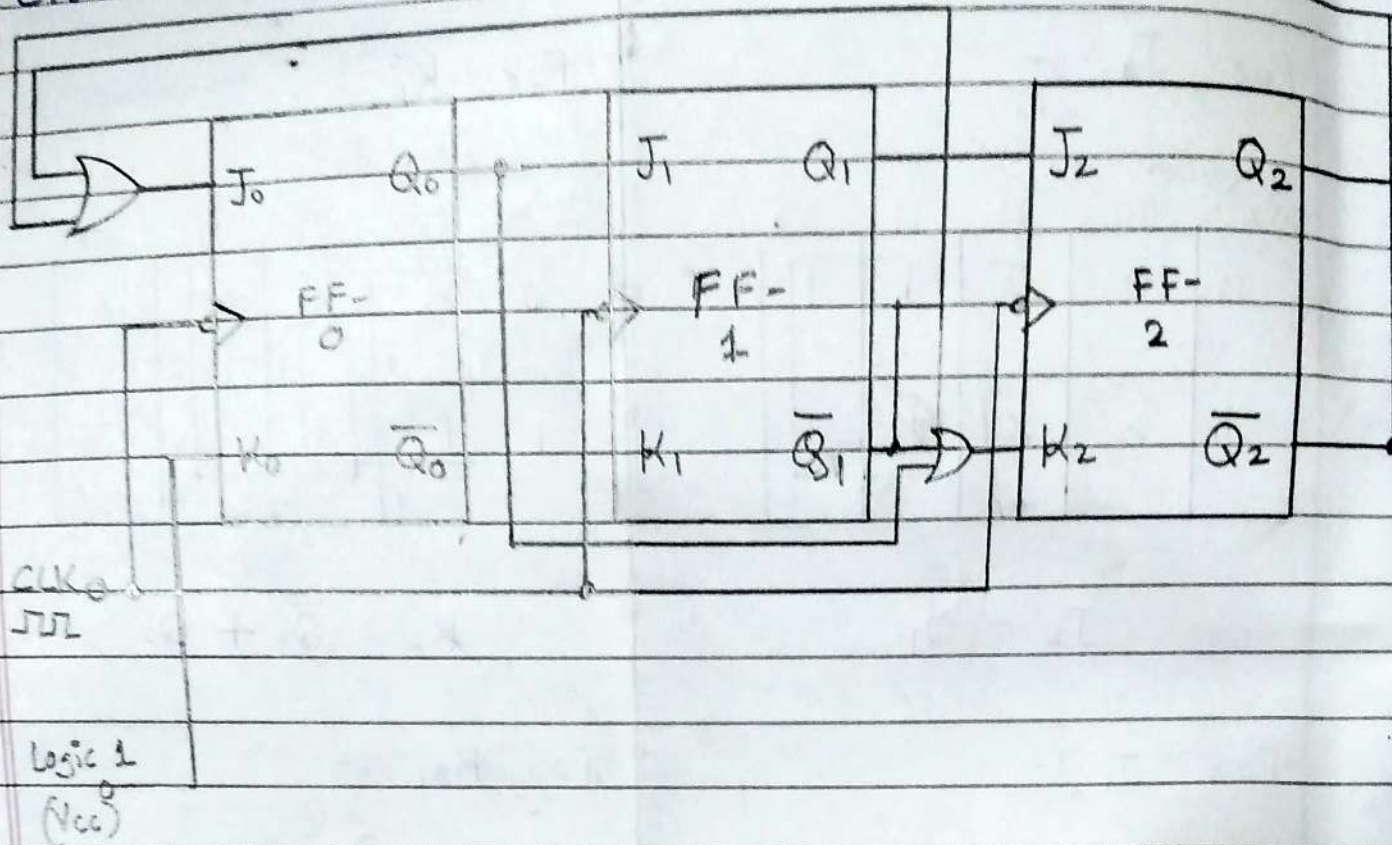 J₀ Q₀ J₁ Q₁ J₂ Q₂
FF-
0
FF-
1
FF-
2
K₀ Q̅₀ K₁ Q̅₁ K₂ Q̅₂
CLK
Logic 1
(Vcc)